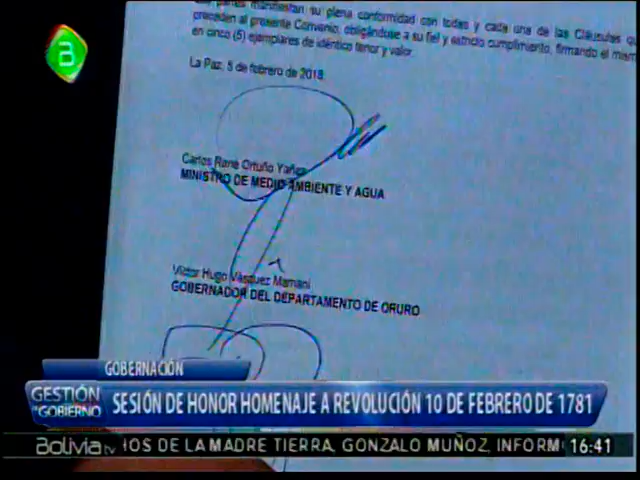 partes manifiestan su plena conformidad con todas y cada una de las Cláusulas
preceden al presente Convenio, obligándose a su fiel y estricto cumplimiento, firmando el
en cinco (5) ejemplares de idéntico tenor y valor.
La Paz, 5 de febrero de 2018.
Carlos René Ortuño Yañez
MINISTRO DE MEDIO AMBIENTE Y AGUA
Víctor Hugo Vásquez Mamani
GOBERNADOR DEL DEPARTAMENTO DE ORURO
GOBERNACIÓN
GESTIÓN
DE GOBIERNO
SESIÓN DE HONOR HOMENAJE A REVOLUCIÓN 10 DE FEBRERO DE 1781
Bolivia tv
DE LA MADRE TIERRA, GONZALO MUÑOZ, INFORM
16:41